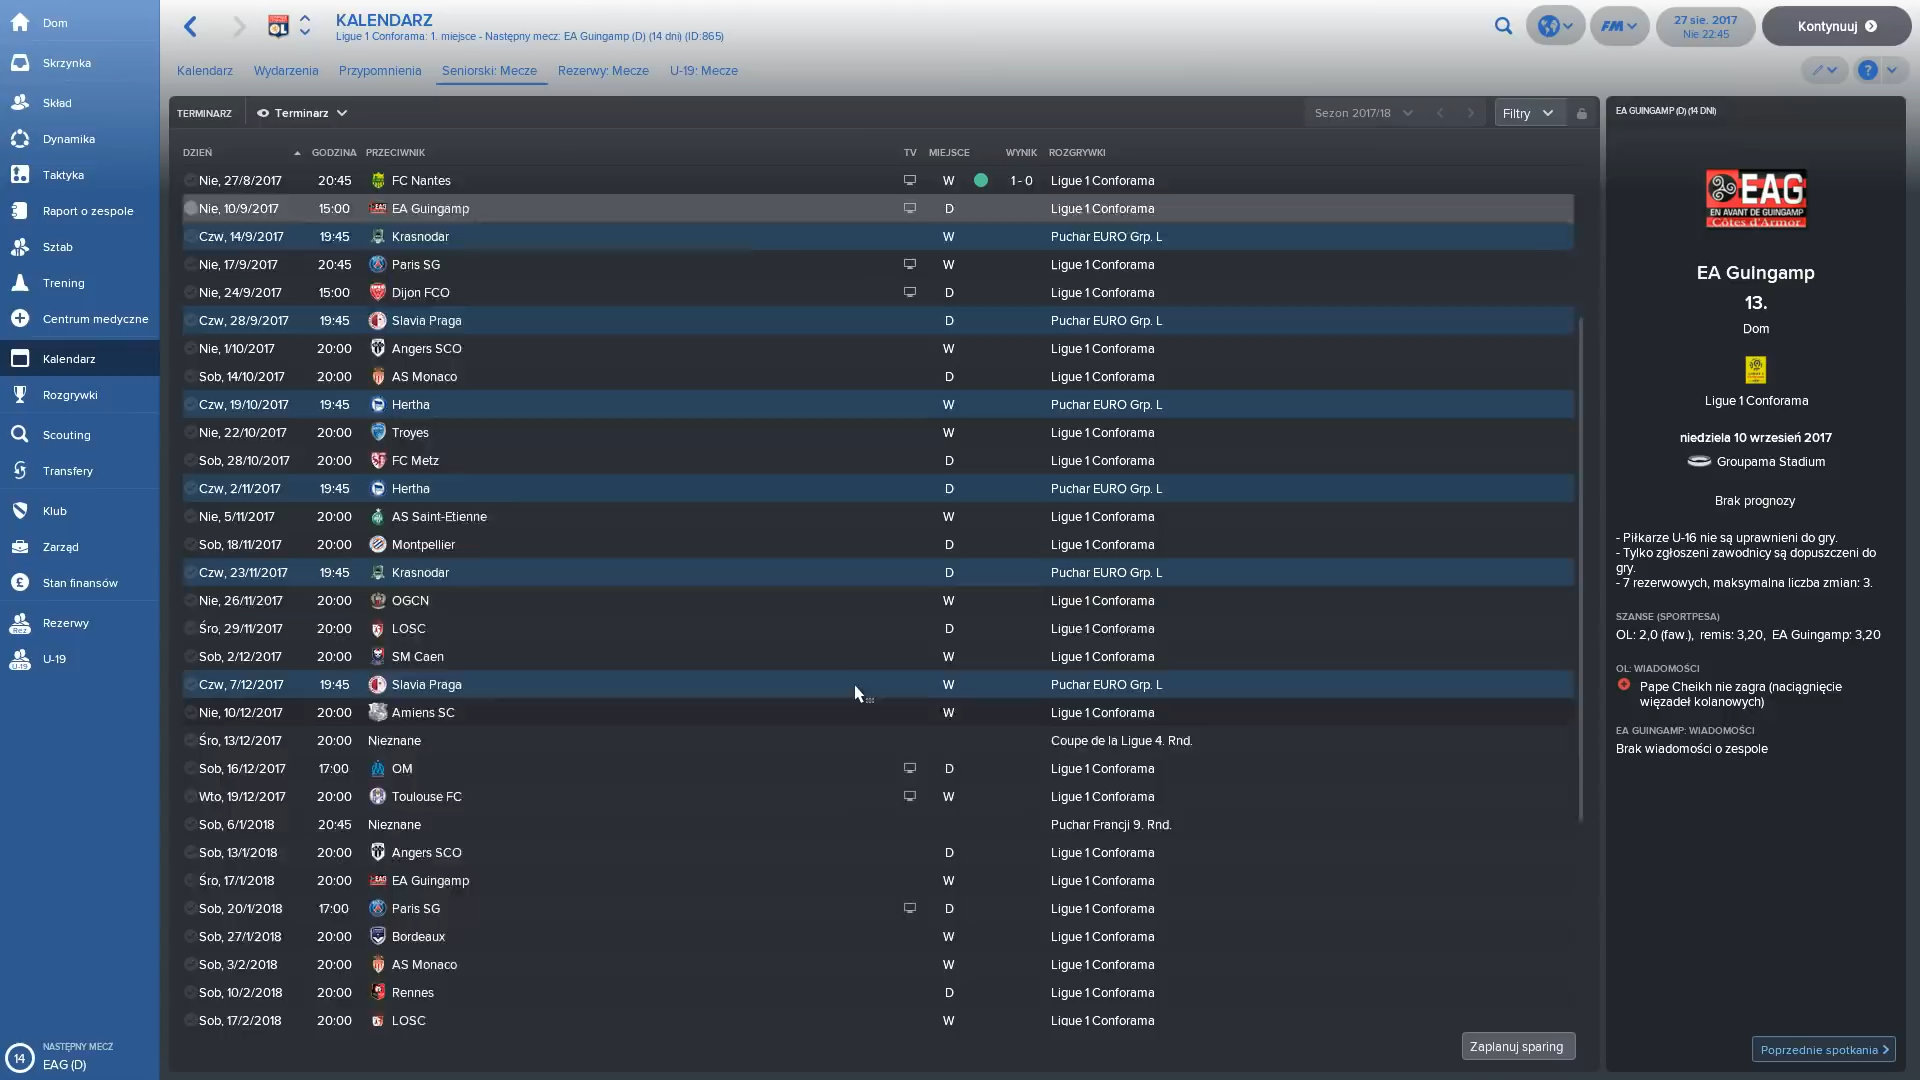 Dom
Skrzynka
Skład
Dynamika
Taktyka
Raport o zespole
Sztab
Trening
Centrum medyczne
Kalendarz
Rozgrywki
Scouting
Transfery
Klub
Zarząd
Stan finansów
Rezerwy
U-19
14
NASTĘPNY MECZ
EAG (D)
KALENDARZ
Ligue 1 Conforama: 1. miejsce - Następny mecz: EA Guingamp (D) (14 dni) (ID:865)
FM
27 sie. 2017
Nie 22:45
Kontynuuj
Kalendarz Wydarzenia Przypomnienia Seniorski: Mecze Rezerwy: Mecze U-19: Mecze
TERMINARZ Terminarz Sezon 2017/18 Filtry
DZIEŃ GODZINA PRZECIWNIK TV MIEJSCE WYNIK ROZGRYWKI
Nie, 27/8/2017 20:45 FC Nantes W 1 - 0 Ligue 1 Conforama
Nie, 10/9/2017 15:00 EA Guingamp D Ligue 1 Conforama
Czw, 14/9/2017 19:45 Krasnodar W Puchar EURO Grp. L
Nie, 17/9/2017 20:45 Paris SG W Ligue 1 Conforama
Nie, 24/9/2017 15:00 Dijon FCO D Ligue 1 Conforama
Czw, 28/9/2017 19:45 Slavia Praga D Puchar EURO Grp. L
Nie, 1/10/2017 20:00 Angers SCO W Ligue 1 Conforama
Sob, 14/10/2017 20:00 AS Monaco D Ligue 1 Conforama
Czw, 19/10/2017 19:45 Hertha W Puchar EURO Grp. L
Nie, 22/10/2017 20:00 Troyes W Ligue 1 Conforama
Sob, 28/10/2017 20:00 FC Metz D Ligue 1 Conforama
Czw, 2/11/2017 19:45 Hertha D Puchar EURO Grp. L
Nie, 5/11/2017 20:00 AS Saint-Etienne W Ligue 1 Conforama
Sob, 18/11/2017 20:00 Montpellier D Ligue 1 Conforama
Czw, 23/11/2017 19:45 Krasnodar D Puchar EURO Grp. L
Nie, 26/11/2017 20:00 OGCN W Ligue 1 Conforama
Śro, 29/11/2017 20:00 LOSC D Ligue 1 Conforama
Sob, 2/12/2017 20:00 SM Caen W Ligue 1 Conforama
Czw, 7/12/2017 19:45 Slavia Praga W Puchar EURO Grp. L
Nie, 10/12/2017 20:00 Amiens SC W Ligue 1 Conforama
Śro, 13/12/2017 20:00 Nieznane Coupe de la Ligue 4. Rnd.
Sob, 16/12/2017 17:00 OM D Ligue 1 Conforama
Wto, 19/12/2017 20:00 Toulouse FC W Ligue 1 Conforama
Sob, 6/1/2018 20:45 Nieznane Puchar Francji 9. Rnd.
Sob, 13/1/2018 20:00 Angers SCO D Ligue 1 Conforama
Śro, 17/1/2018 20:00 EA Guingamp W Ligue 1 Conforama
Sob, 20/1/2018 17:00 Paris SG D Ligue 1 Conforama
Sob, 27/1/2018 20:00 Bordeaux W Ligue 1 Conforama
Sob, 3/2/2018 20:00 AS Monaco W Ligue 1 Conforama
Sob, 10/2/2018 20:00 Rennes D Ligue 1 Conforama
Sob, 17/2/2018 20:00 LOSC W Ligue 1 Conforama
Zaplanuj sparing
EA GUINGAMP (D) (14 DNI)
EAG
EN AVANT DE GUINGAMP
Côtes d'Armor
EA Guingamp
13.
Dom
Ligue 1 Conforama
niedziela 10 wrzesień 2017
Groupama Stadium
Brak prognozy
- Piłkarze U-16 nie są uprawnieni do gry.
- Tylko zgłoszeni zawodnicy są dopuszczeni do
gry.
- 7 rezerwowych, maksymalna liczba zmian: 3.
SZANSE (SPORTPESA)
OL: 2,0 (faw.), remis: 3,20, EA Guingamp: 3,20
OL: WIADOMOŚCI
Pape Cheikh nie zagra (naciągnięcie
więzadeł kolanowych)
EA GUINGAMP: WIADOMOŚCI
Brak wiadomości o zespole
Poprzednie spotkania